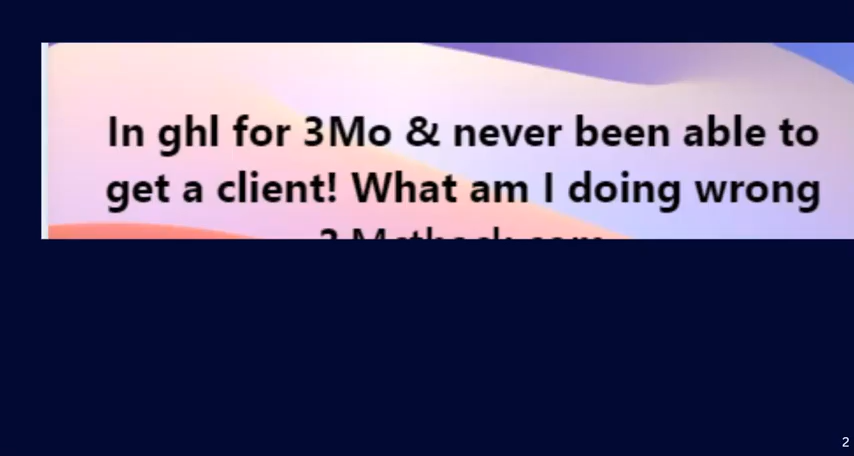 In ghl for 3Mo & never been able to
get a client! What am I doing wrong
2